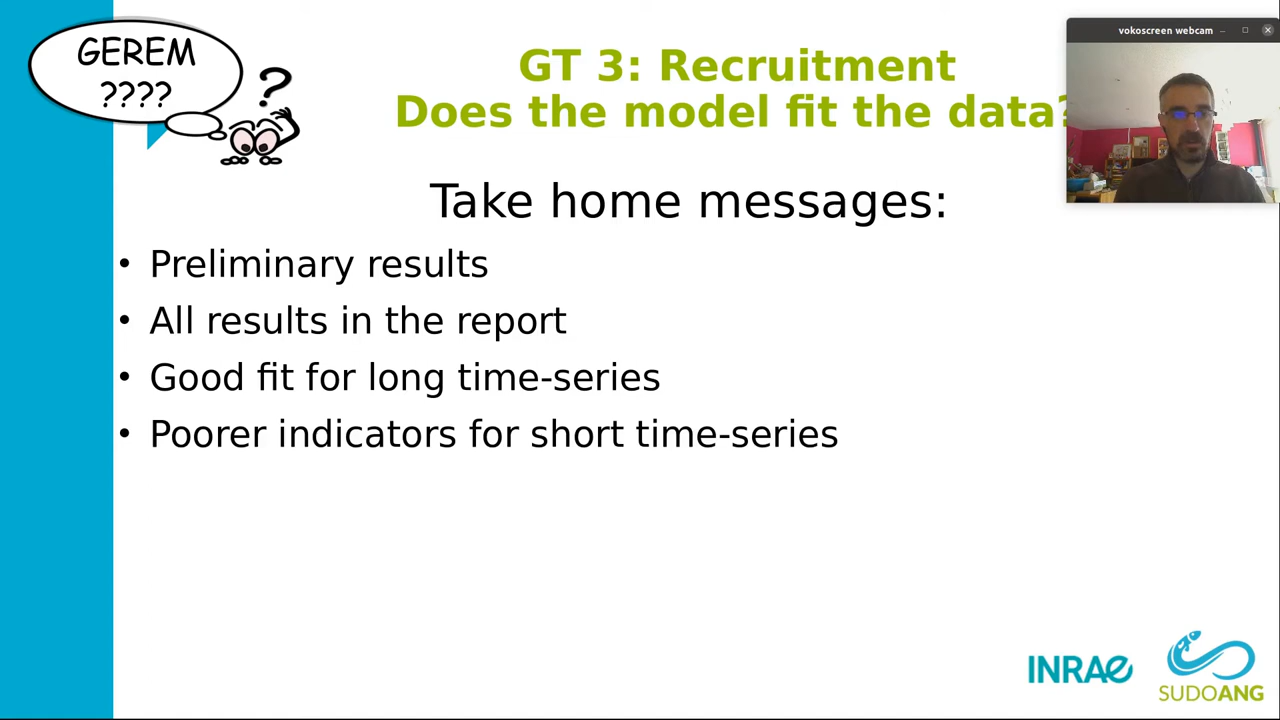 GEREM
????
GT 3: Recruitment
Does the model fit the data?
vokoscreen webcam
Take home messages:
• Preliminary results
• All results in the report
• Good fit for long time-series
• Poorer indicators for short time-series
?
INRAE
SUDOANG